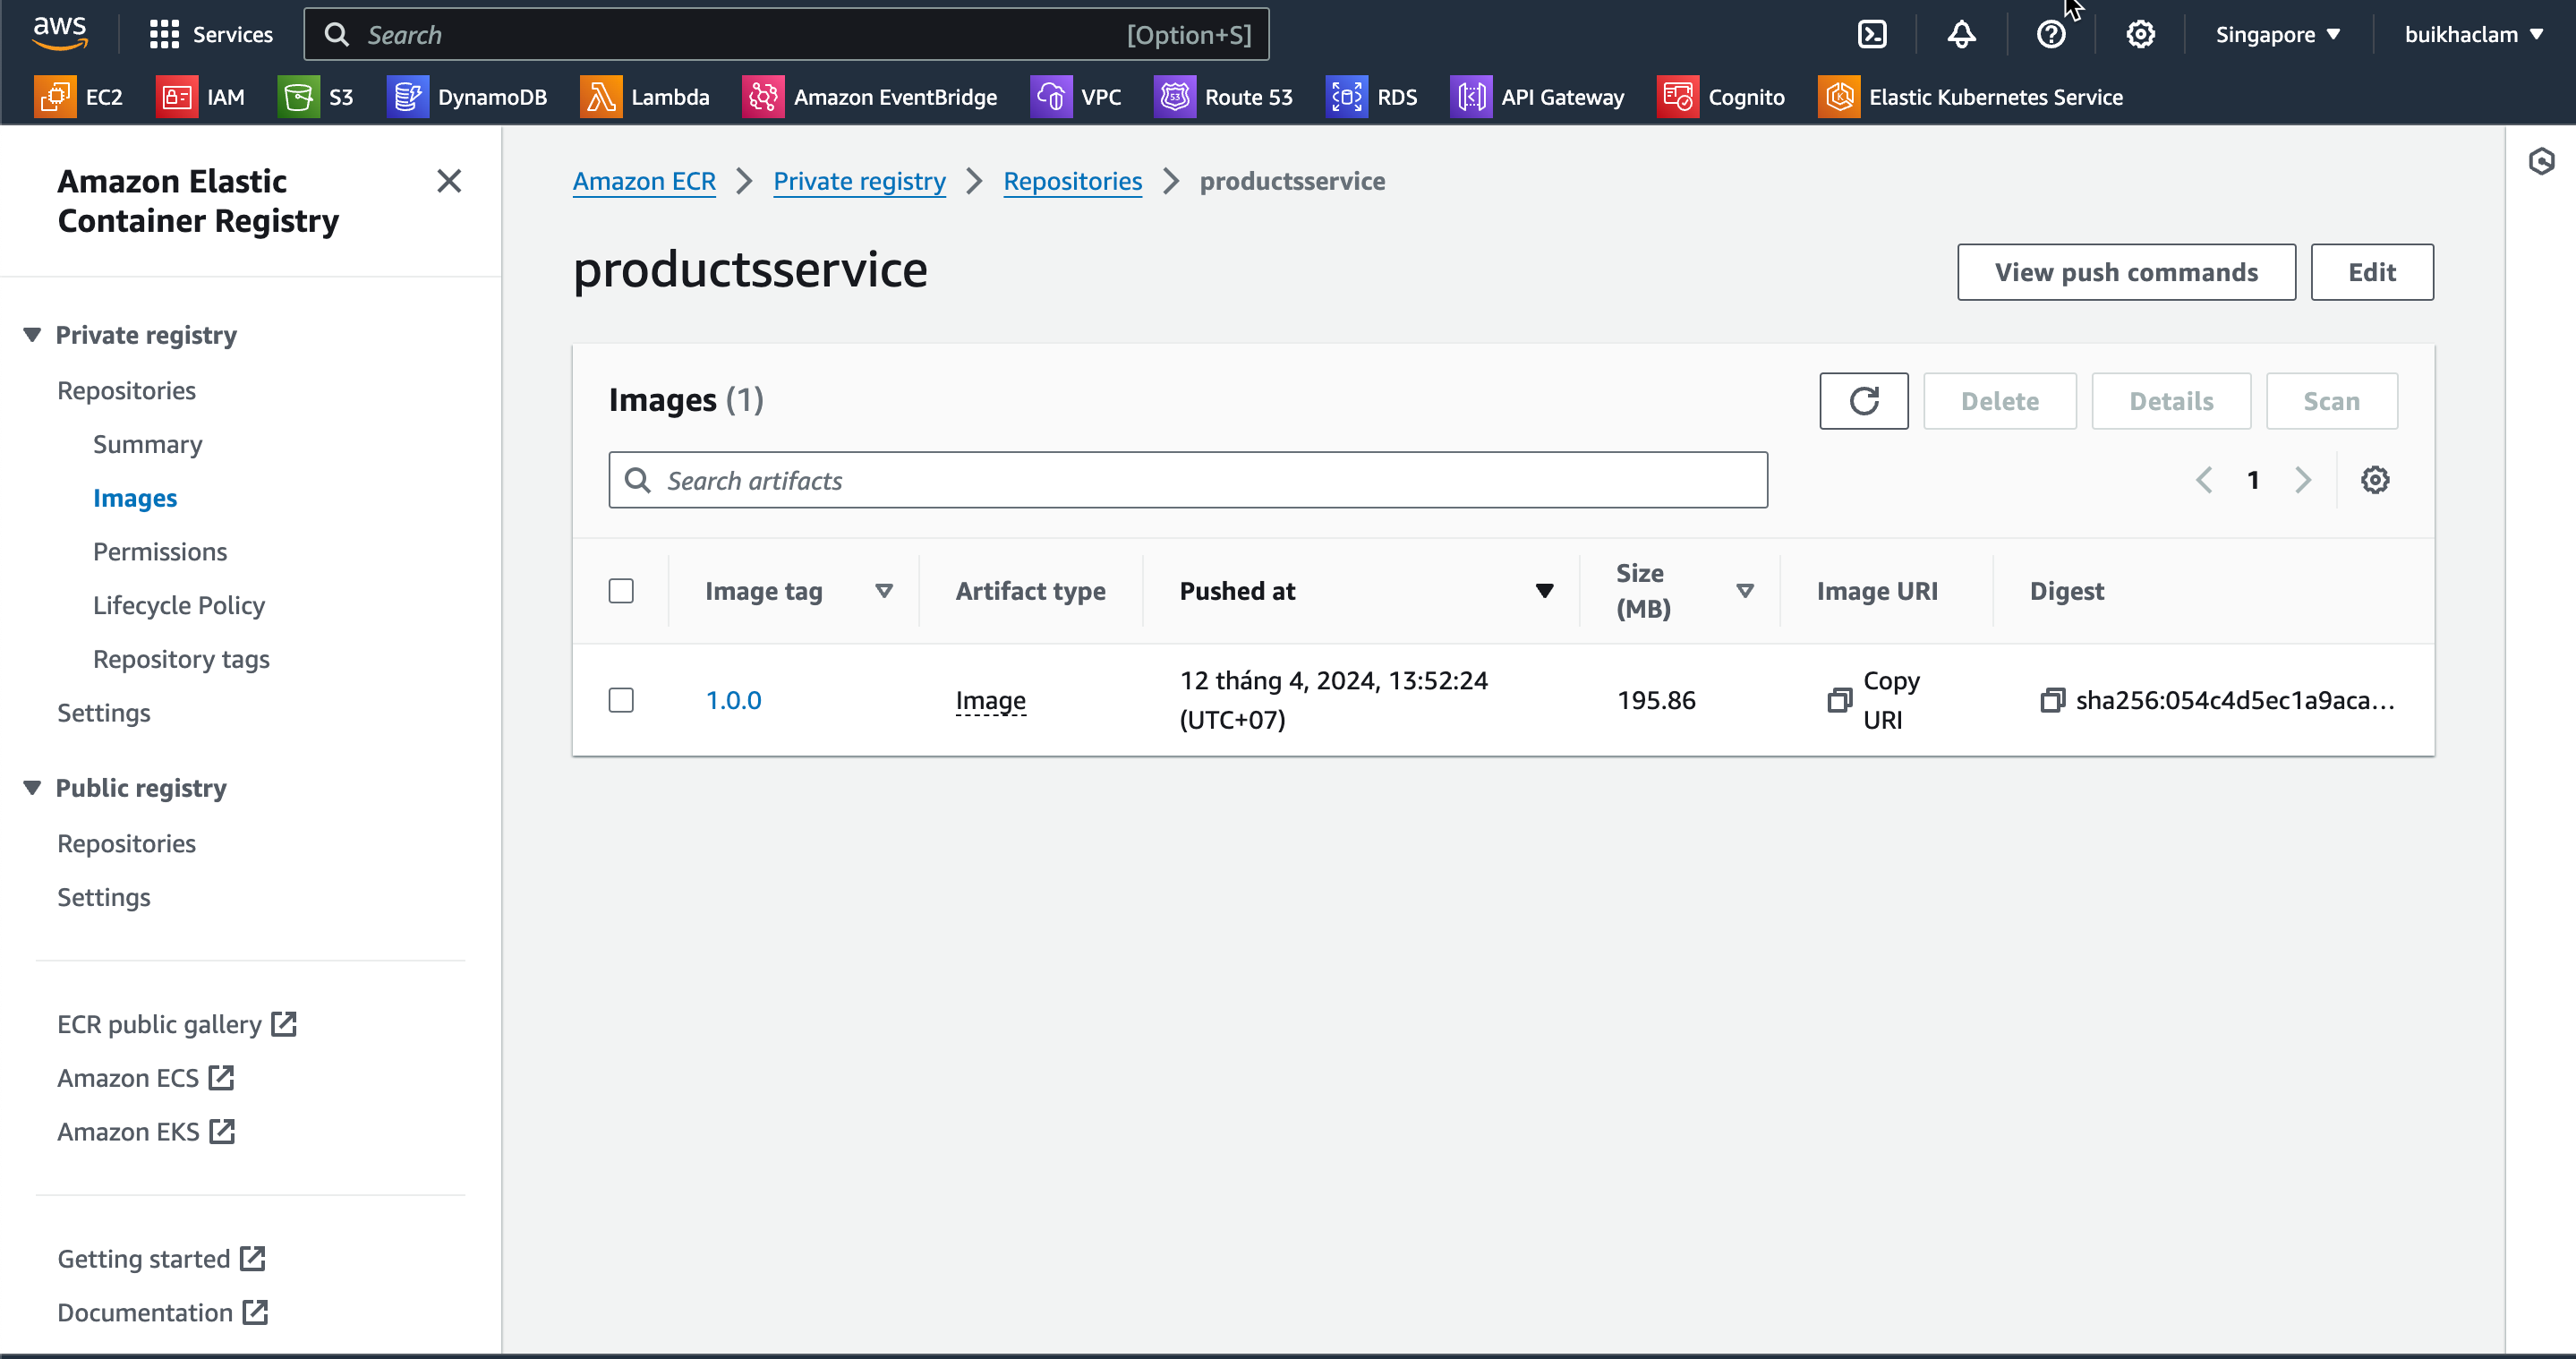 aws
Services
Search
[Option+S]
Singapore
buikhaclam
EC2
IAM
S3
DynamoDB
Lambda
Amazon EventBridge
VPC
Route 53
RDS
API Gateway
Cognito
Elastic Kubernetes Service
Amazon Elastic
Container Registry
Private registry
Repositories
Summary
Images
Permissions
Lifecycle Policy
Repository tags
Settings
Public registry
Repositories
Settings
ECR public gallery
Amazon ECS
Amazon EKS
Getting started
Documentation
Amazon ECR
Private registry
Repositories
productsservice
productsservice
View push commands
Edit
Images (1)
Delete
Details
Scan
Search artifacts
1
Image tag
Artifact type
Pushed at
Size
(MB)
Image URI
Digest
1.0.0
Image
12 tháng 4, 2024, 13:52:24
(UTC+07)
195.86
Copy
URI
sha256:054c4d5ec1a9aca...